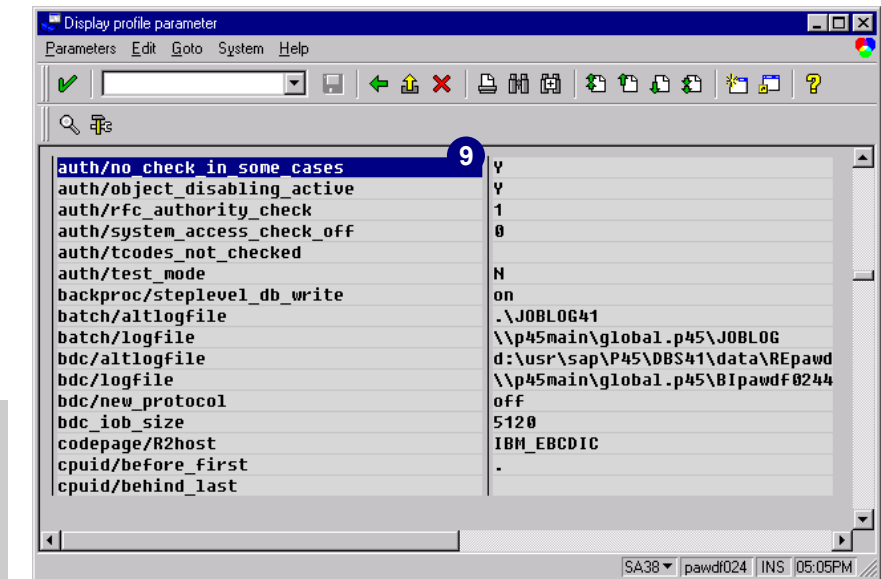 Display profile parameter
Parameters Edit Goto System Help
9
auth/no_check_in_some_cases Y
auth/object_disabling_active Y
auth/rfc_authority_check 1
auth/system_access_check_off 0
auth/tcodes_not_checked
auth/test_mode N
backproc/steplevel_db_write on
batch/altlogfile .\JOBLOG41
batch/logfile \\p45main\global.p45\JOBLOG
bdc/altlogfile d:\usr\sap\P45\DBS41\data\REpawd
bdc/logfile \\p45main\global.p45\BIpawdf0244
bdc/new_protocol off
bdc_iob_size 5120
codepage/R2host IBM_EBCDIC
cpuid/before_first .
cpuid/behind_last
SA38 pawdf024 INS 05:05PM